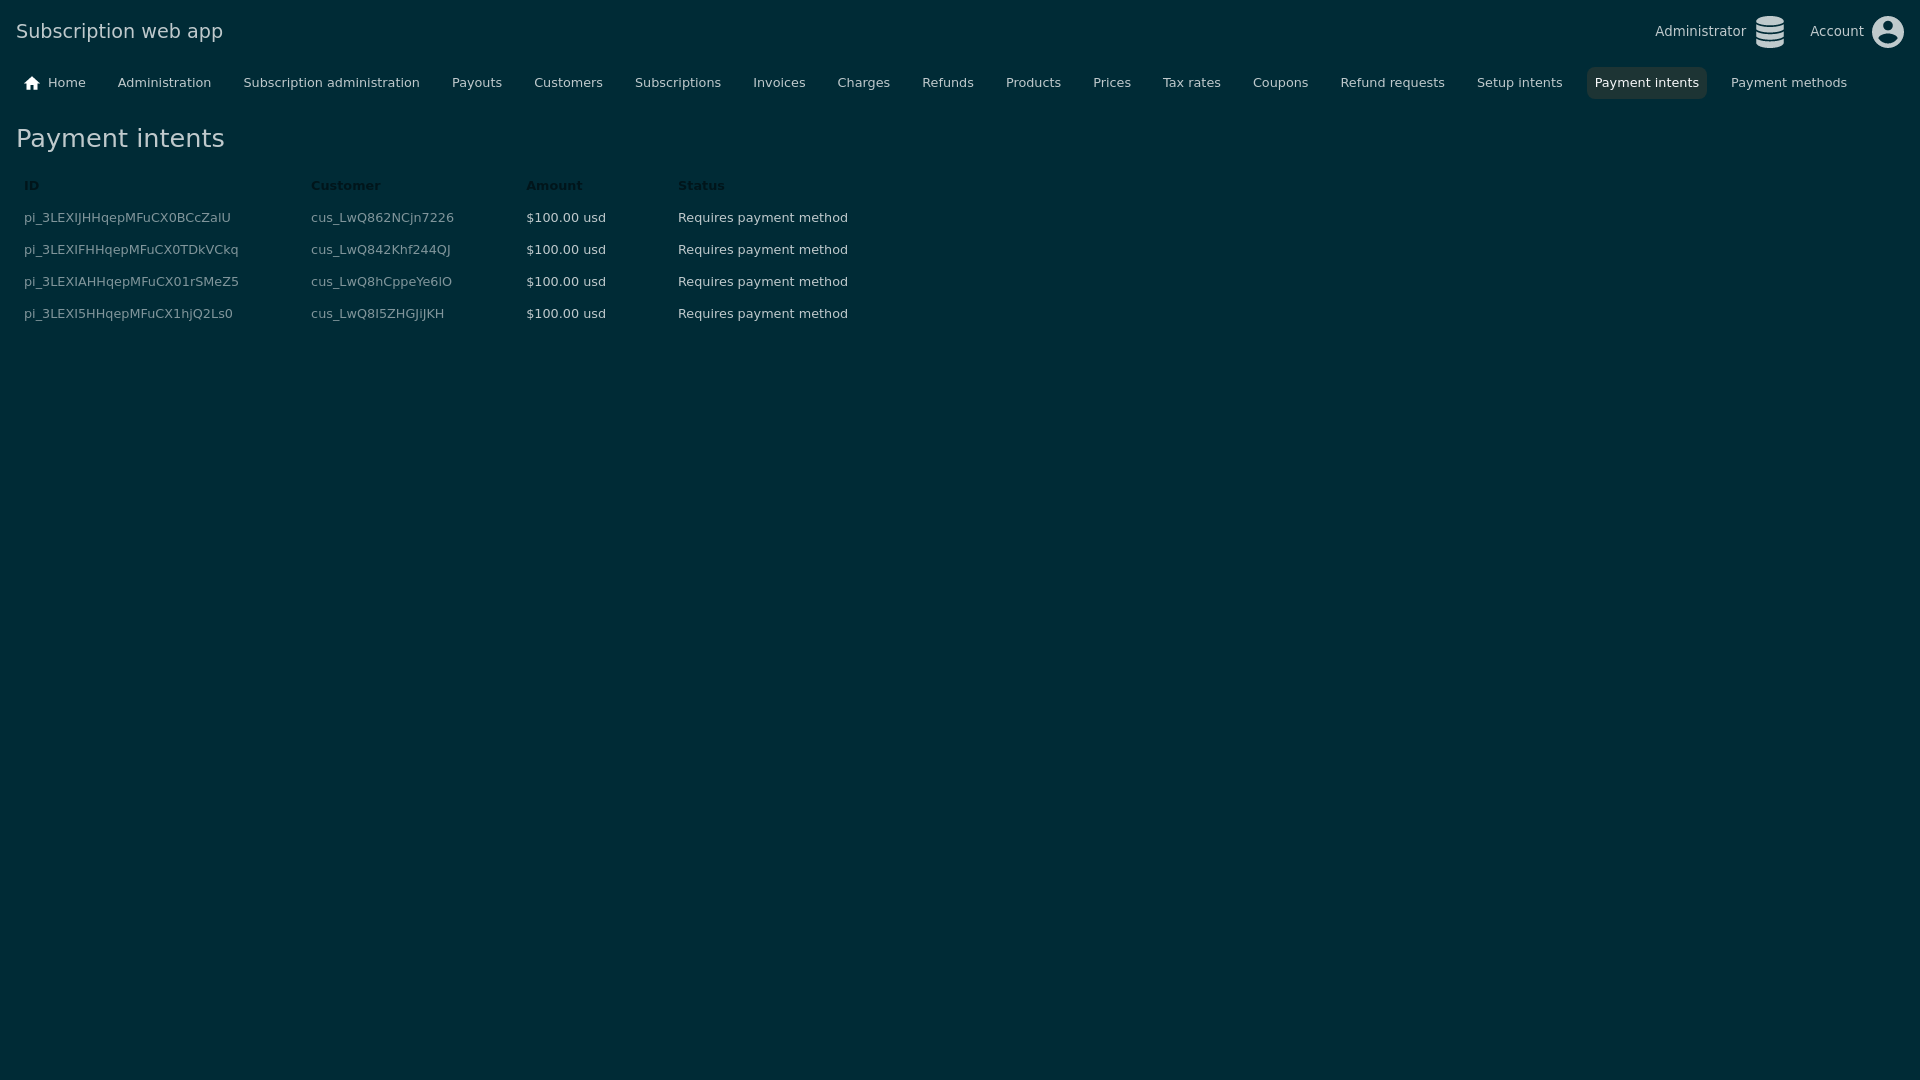 Subscription web app
Administrator
Account
Home Administration Subscription administration Payouts Customers Subscriptions Invoices Charges Refunds Products Prices Tax rates Coupons Refund requests Setup intents Payment intents Payment methods
Payment intents
ID Customer Amount Status
pi_3LEXIJHHqepMFuCX0BCcZaIU cus_LwQ862NCjn7226 $100.00 usd Requires payment method
pi_3LEXIFHHqepMFuCX0TDkVCkq cus_LwQ842Khf244QJ $100.00 usd Requires payment method
pi_3LEXIAHHqepMFuCX01rSMeZ5 cus_LwQ8hCppeYe6IO $100.00 usd Requires payment method
pi_3LEXI5HHqepMFuCX1hjQ2Ls0 cus_LwQ8I5ZHGJiJKH $100.00 usd Requires payment method